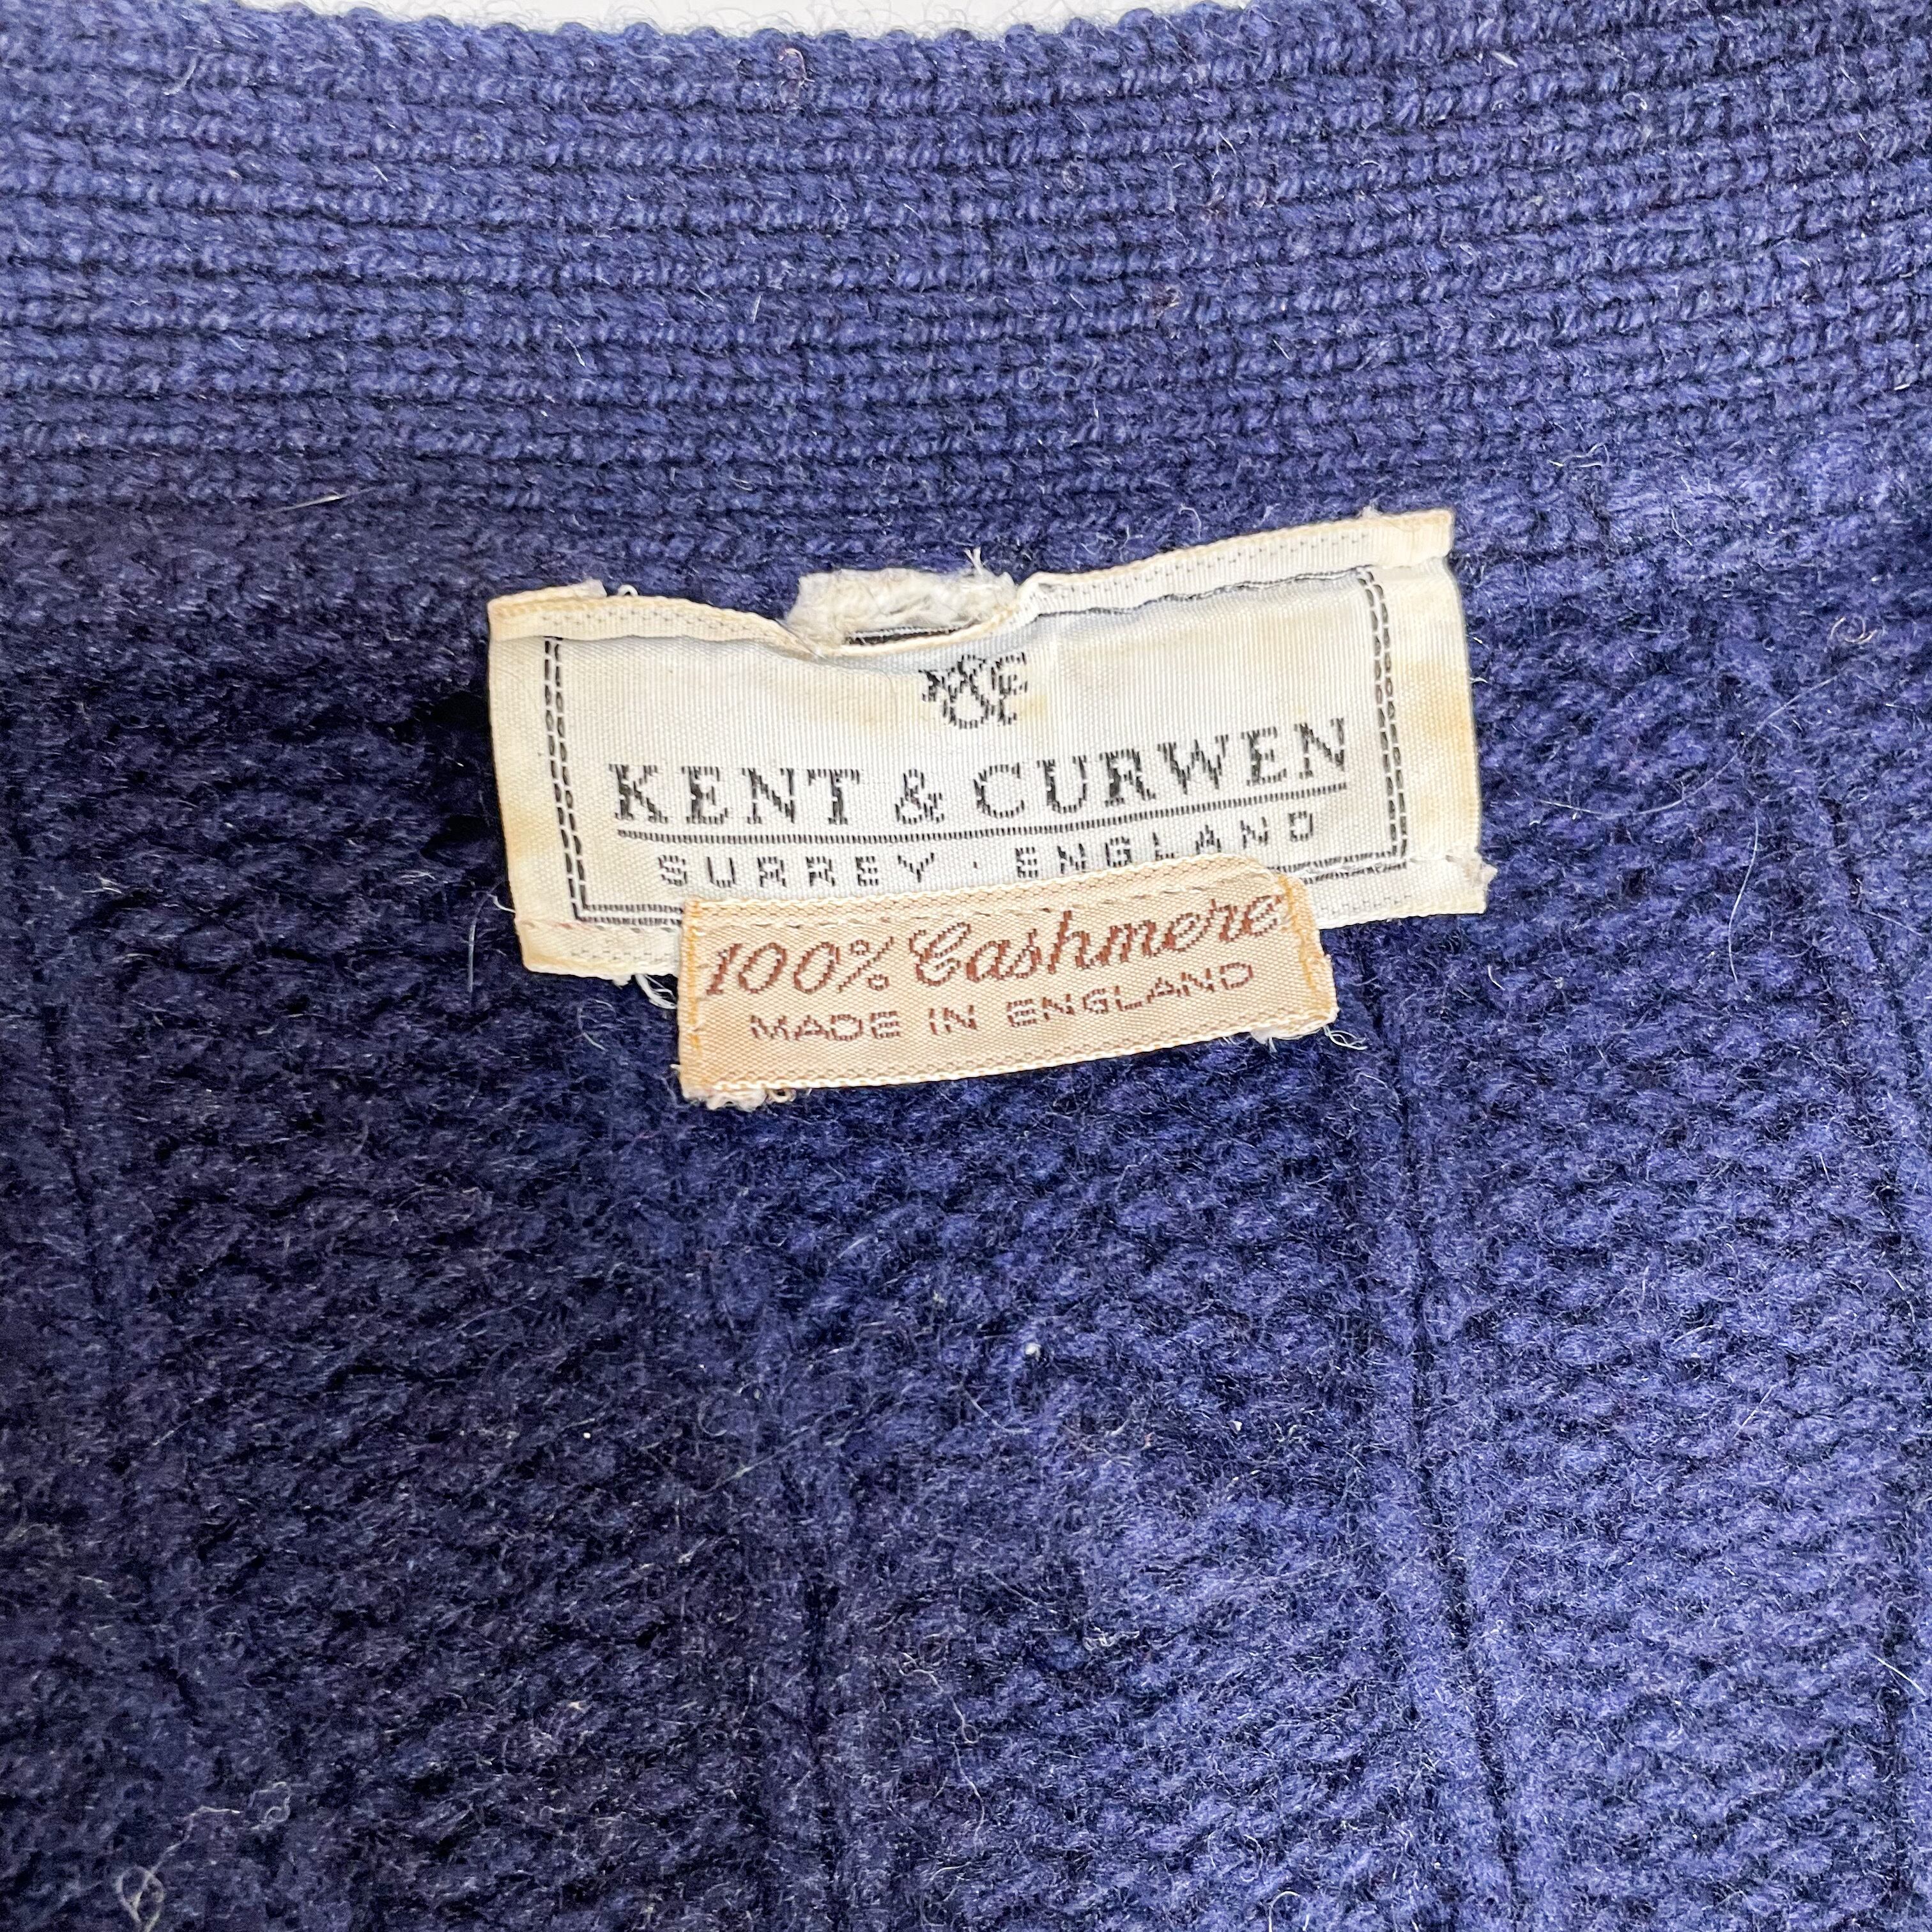 K&C
KENT & CURWEN
SURREY · ENGLAND
100% Cashmere
MADE IN ENGLAND